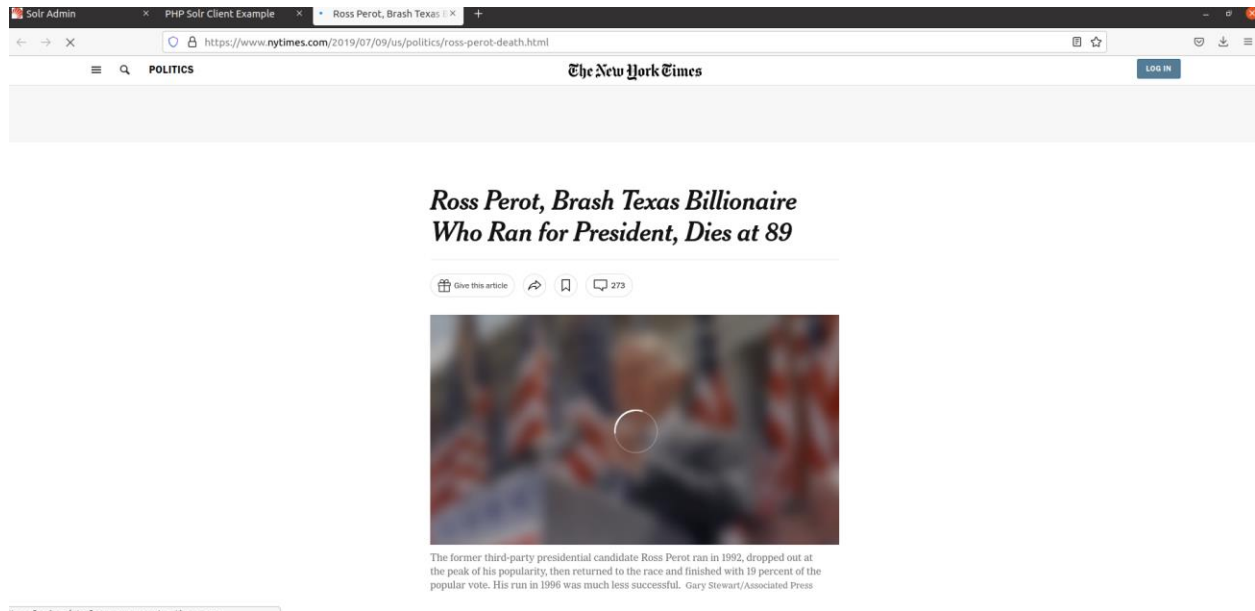 Solr Admin
PHP Solr Client Example
Ross Perot, Brash Texas
https://www.nytimes.com/2019/07/09/us/politics/ross-perot-death.html
POLITICS
The New York Times
LOG IN
Ross Perot, Brash Texas Billionaire
Who Ran for President, Dies at 89
Give this article
273
The former third-party presidential candidate Ross Perot ran in 1992, dropped out at
the peak of his popularity, then returned to the race and finished with 19 percent of the
popular vote. His run in 1996 was much less successful. Gary Stewart/Associated Press